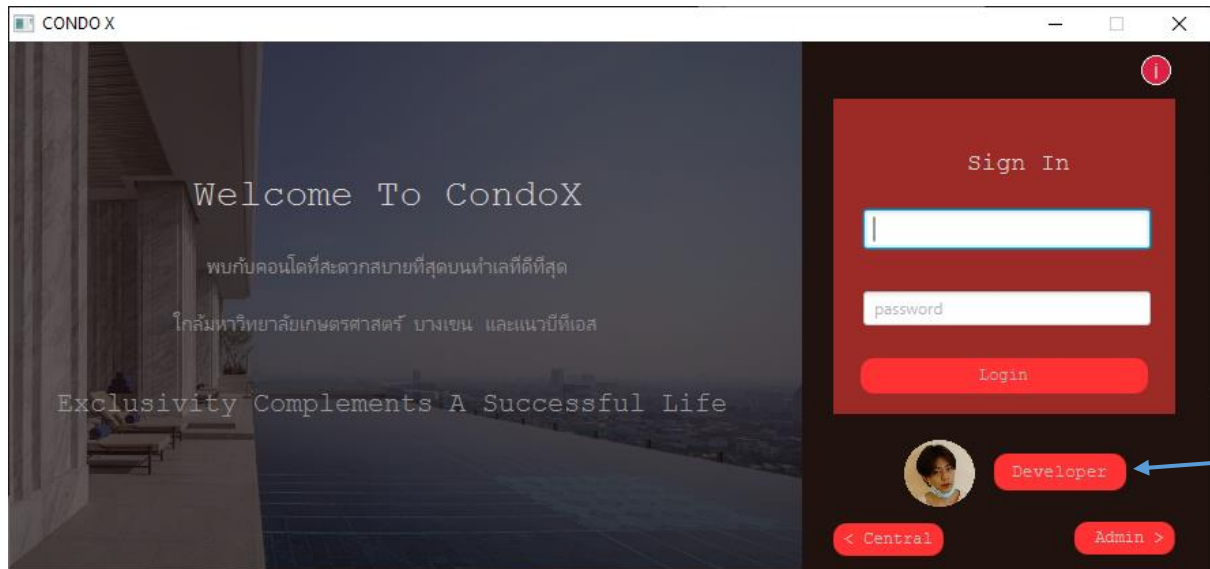 CONDO X
i
Welcome To CondoX
พบกับคอนโดที่สะดวกสบายที่สุดบนทำเลที่ดีที่สุด
ใกล้มหาวิทยาลัยเกษตรศาสตร์ บางเขน และแนวบีทีเอส
Exclusivity Complements A Successful Life
Sign In
password
Login
Developer
< Central
Admin >